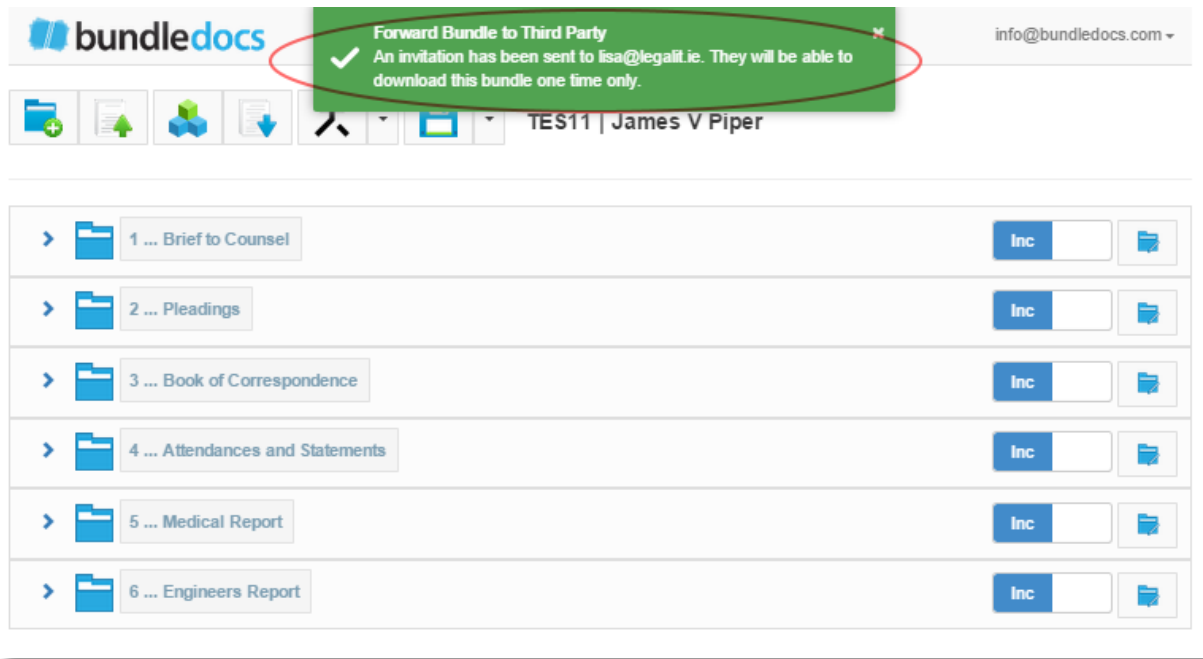 bundledocs
Forward Bundle to Third Party
An invitation has been sent to lisa@legalit.ie. They will be able to
download this bundle one time only.
info@bundledocs.com
TES11 | James V Piper
1 ... Brief to Counsel
Inc
2 ... Pleadings
Inc
3 ... Book of Correspondence
Inc
4 ... Attendances and Statements
Inc
5 ... Medical Report
Inc
6 ... Engineers Report
Inc